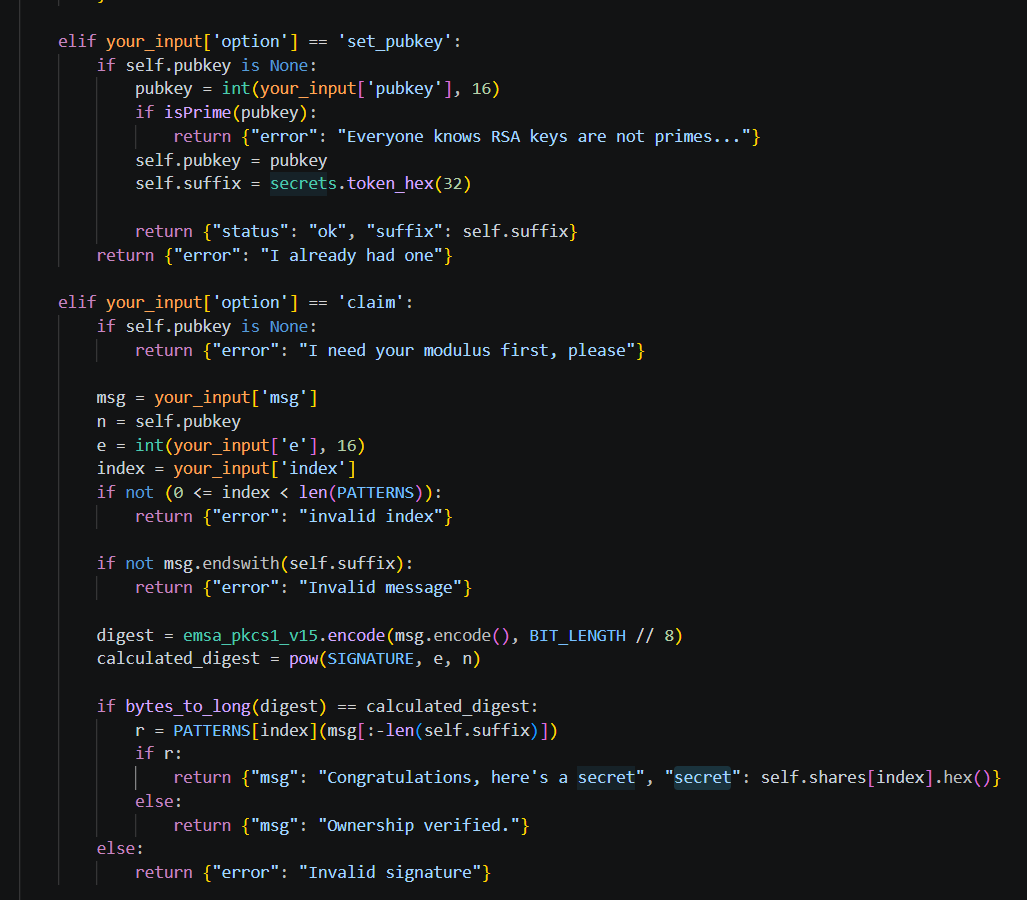 elif your_input['option'] == 'set_pubkey':
    if self.pubkey is None:
        pubkey = int(your_input['pubkey'], 16)
        if isPrime(pubkey):
            return {"error": "Everyone knows RSA keys are not primes..."}
        self.pubkey = pubkey
        self.suffix = secrets.token_hex(32)

        return {"status": "ok", "suffix": self.suffix}
    return {"error": "I already had one"}

elif your_input['option'] == 'claim':
    if self.pubkey is None:
        return {"error": "I need your modulus first, please"}

    msg = your_input['msg']
    n = self.pubkey
    e = int(your_input['e'], 16)
    index = your_input['index']
    if not (0 <= index < len(PATTERNS)):
        return {"error": "invalid index"}

    if not msg.endswith(self.suffix):
        return {"error": "Invalid message"}

    digest = emsa_pkcs1_v15.encode(msg.encode(), BIT_LENGTH // 8)
    calculated_digest = pow(SIGNATURE, e, n)

    if bytes_to_long(digest) == calculated_digest:
        r = PATTERNS[index](msg[:-len(self.suffix)])
        if r:
            return {"msg": "Congratulations, here's a secret", "secret": self.shares[index].hex()}
        else:
            return {"msg": "Ownership verified."}
    else:
        return {"error": "Invalid signature"}